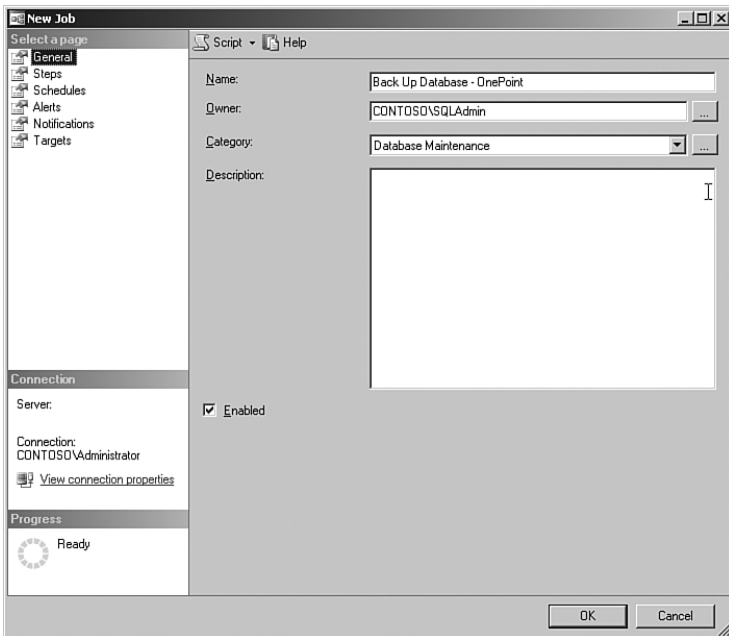 New Job
Select a page
General
Steps
Schedules
Alerts
Notifications
Targets
Script
Help
Name:
Back Up Database - OnePoint
Owner:
CONTOSO\SQLAdmin
...
Category:
Database Maintenance
...
Description:
Enabled
Connection
Server:
Connection:
CONTOSO\Administrator
View connection properties
Progress
Ready
OK
Cancel